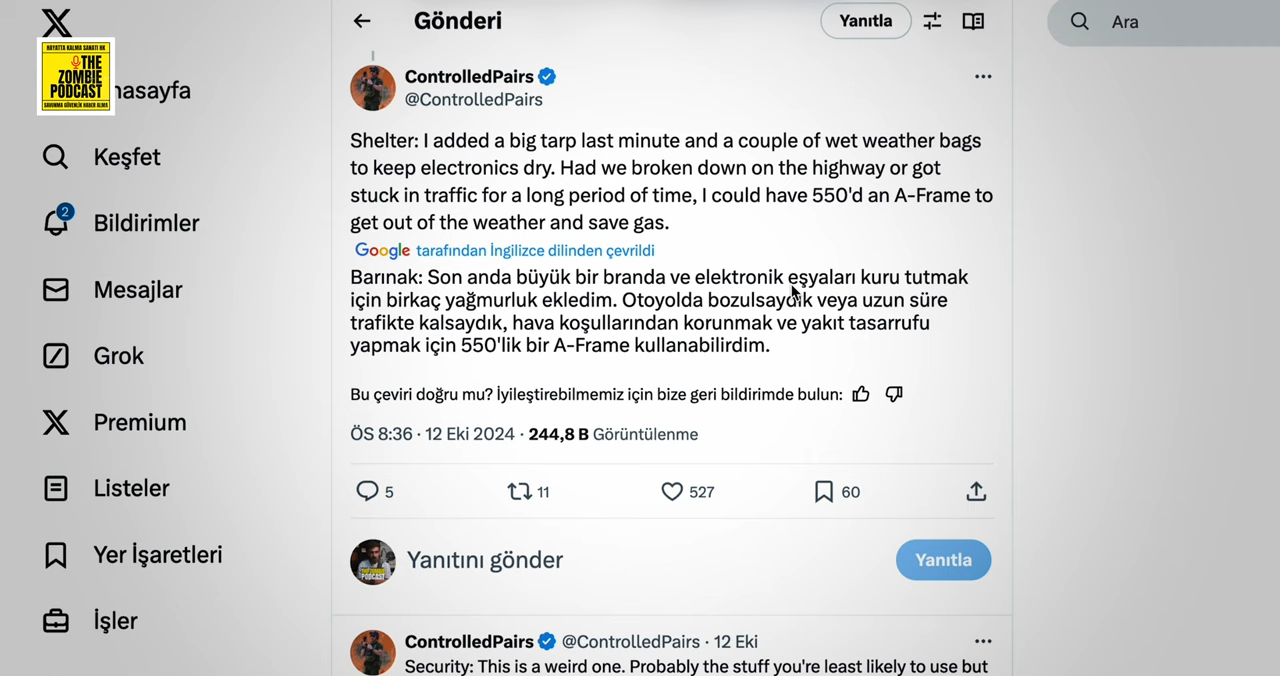 Gönderi
Yanıtla
Ara
HAYATTA KALMA SANATI HK
THE
ZOMBIE
PODCAST
SAVUNMA GÜVENLİK HABER ALMA
nasayfa
Keşfet
2
Bildirimler
Mesajlar
Grok
Premium
Listeler
Yer İşaretleri
İşler
ControlledPairs
@ControlledPairs
Shelter: I added a big tarp last minute and a couple of wet weather bags
to keep electronics dry. Had we broken down on the highway or got
stuck in traffic for a long period of time, I could have 550'd an A-Frame to
get out of the weather and save gas.
Google tarafından İngilizce dilinden çevrildi
Barınak: Son anda büyük bir branda ve elektronik eşyaları kuru tutmak
için birkaç yağmurluk ekledim. Otoyolda bozulsaydık veya uzun süre
trafikte kalsaydık, hava koşullarından korunmak ve yakıt tasarrufu
yapmak için 550'lik bir A-Frame kullanabilirdim.
Bu çeviri doğru mu? İyileştirebilmemiz için bize geri bildirimde bulun:
ÖS 8:36 · 12 Eki 2024 · 244,8 B Görüntülenme
5 11 527 60
Yanıtını gönder
Yanıtla
ControlledPairs @ControlledPairs · 12 Eki
Security: This is a weird one. Probably the stuff you're least likely to use but